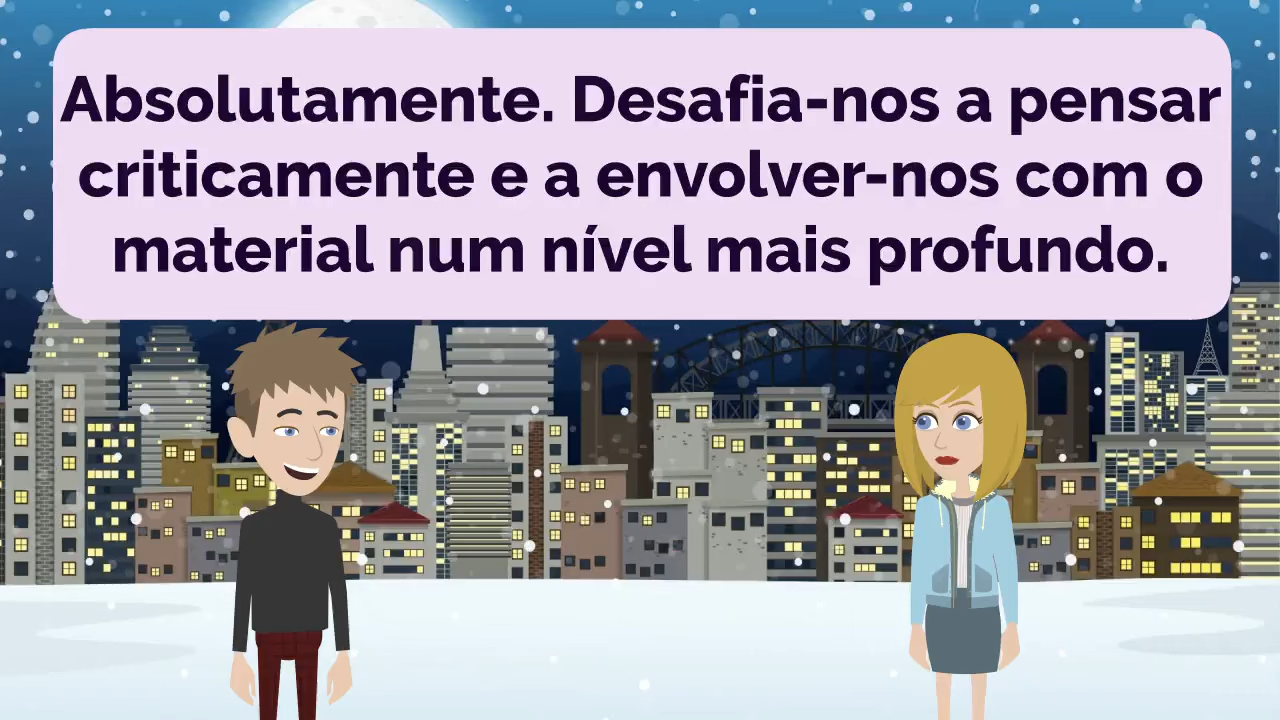 Absolutamente. Desafia-nos a pensar
criticamente e a envolver-nos com o
material num nível mais profundo.